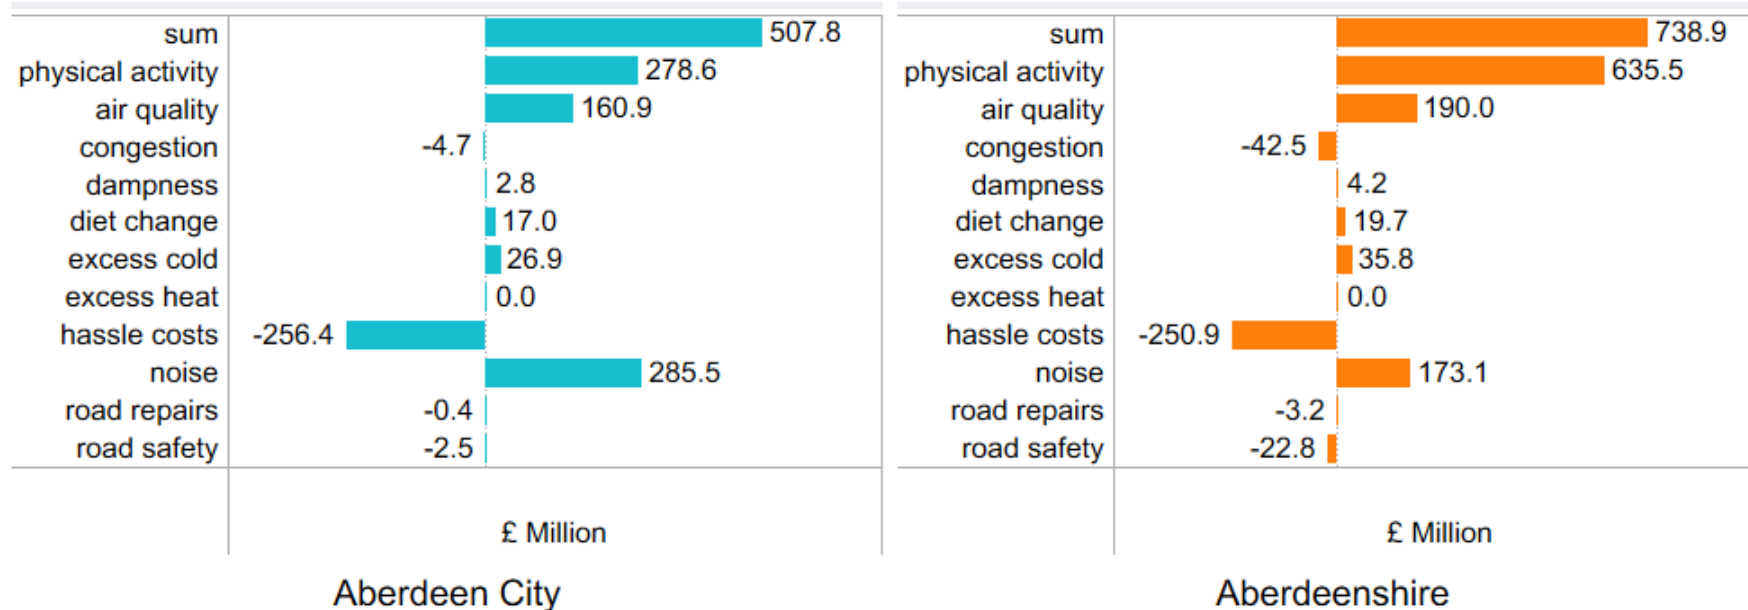 sum 507.8
physical activity 278.6
air quality 160.9
congestion -4.7
dampness 2.8
diet change 17.0
excess cold 26.9
excess heat 0.0
hassle costs -256.4
noise 285.5
road repairs -0.4
road safety -2.5
£ Million
Aberdeen City
sum 738.9
physical activity 635.5
air quality 190.0
congestion -42.5
dampness 4.2
diet change 19.7
excess cold 35.8
excess heat 0.0
hassle costs -250.9
noise 173.1
road repairs -3.2
road safety -22.8
£ Million
Aberdeenshire